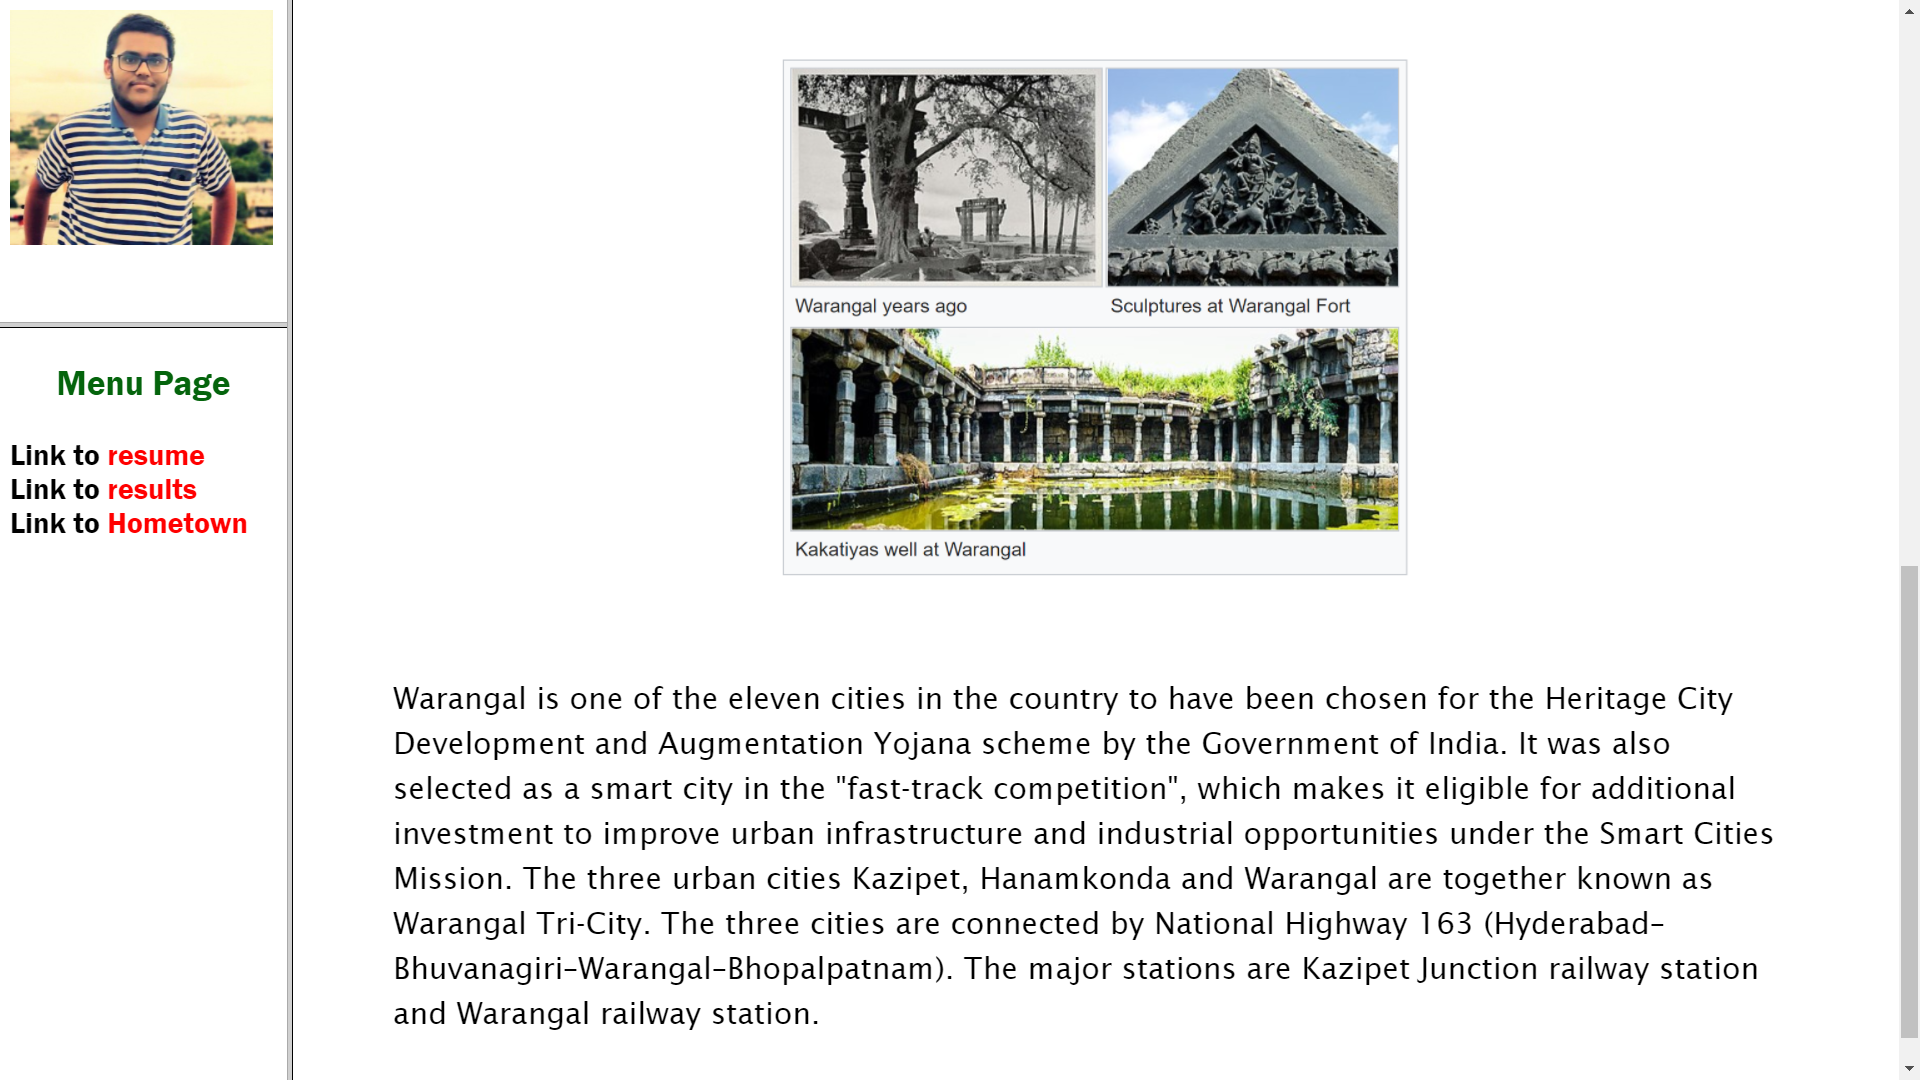 Menu Page
Link to resume
Link to results
Link to Hometown
Warangal years ago
Sculptures at Warangal Fort
Kakatiyas well at Warangal
Warangal is one of the eleven cities in the country to have been chosen for the Heritage City
Development and Augmentation Yojana scheme by the Government of India. It was also
selected as a smart city in the "fast-track competition", which makes it eligible for additional
investment to improve urban infrastructure and industrial opportunities under the Smart Cities
Mission. The three urban cities Kazipet, Hanamkonda and Warangal are together known as
Warangal Tri-City. The three cities are connected by National Highway 163 (Hyderabad–
Bhuvanagiri–Warangal–Bhopalpatnam). The major stations are Kazipet Junction railway station
and Warangal railway station.